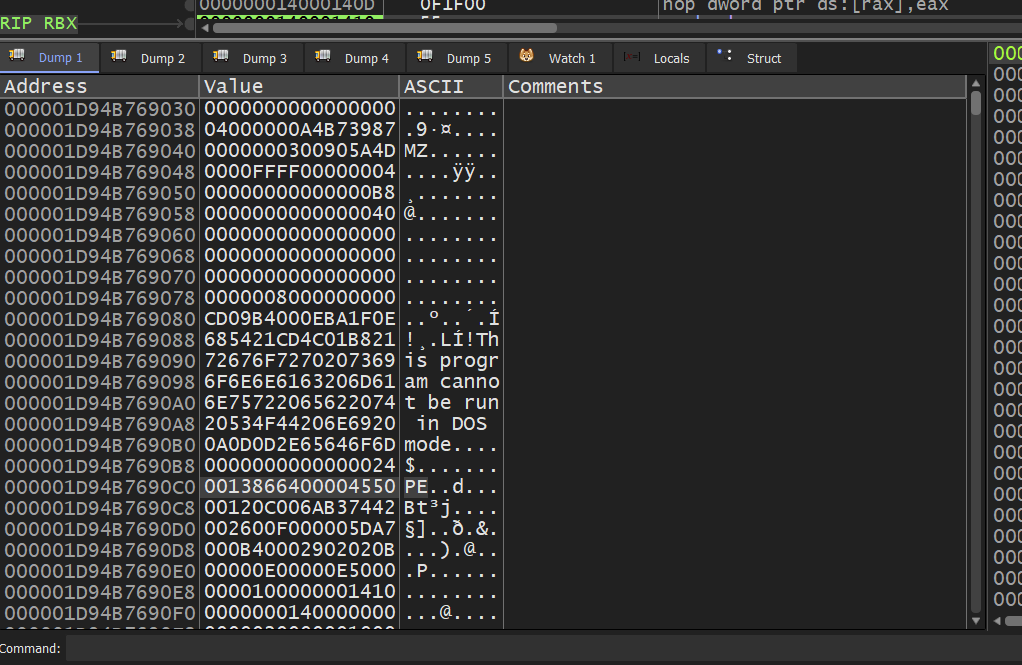 000000014000140D 0F1F00 nop dword ptr ds:[rax],eax
RIP RBX
Dump 1 Dump 2 Dump 3 Dump 4 Dump 5 Watch 1 Locals Struct
Address Value ASCII Comments
000001D94B769030 0000000000000000 ........
000001D94B769038 04000000A4B73987 .9·¤....
000001D94B769040 0000000300905A4D MZ......
000001D94B769048 0000FFFF00000004 ....ÿÿ..
000001D94B769050 00000000000000B8 ¸.......
000001D94B769058 0000000000000040 @.......
000001D94B769060 0000000000000000 ........
000001D94B769068 0000000000000000 ........
000001D94B769070 0000000000000000 ........
000001D94B769078 0000008000000000 ........
000001D94B769080 CD09B4000EBA1F0E ..º..´.Í
000001D94B769088 685421CD4C01B821 !¸.LÍ!Th
000001D94B769090 72676F7270207369 is progr
000001D94B769098 6F6E6E6163206D61 am canno
000001D94B7690A0 6E75722065622074 t be run
000001D94B7690A8 20534F44206E6920 in DOS
000001D94B7690B0 0A0D0D2E65646F6D mode....
000001D94B7690B8 0000000000000024 $.......
000001D94B7690C0 0013866400004550 PE..d...
000001D94B7690C8 00120C006AB37442 Bt³j....
000001D94B7690D0 002600F000005DA7 §]..ð.&.
000001D94B7690D8 000B40002902020B ...).@..
000001D94B7690E0 00000E00000E5000 .P......
000001D94B7690E8 0000100000001410 ........
000001D94B7690F0 0000000140000000 ...@....
Command: